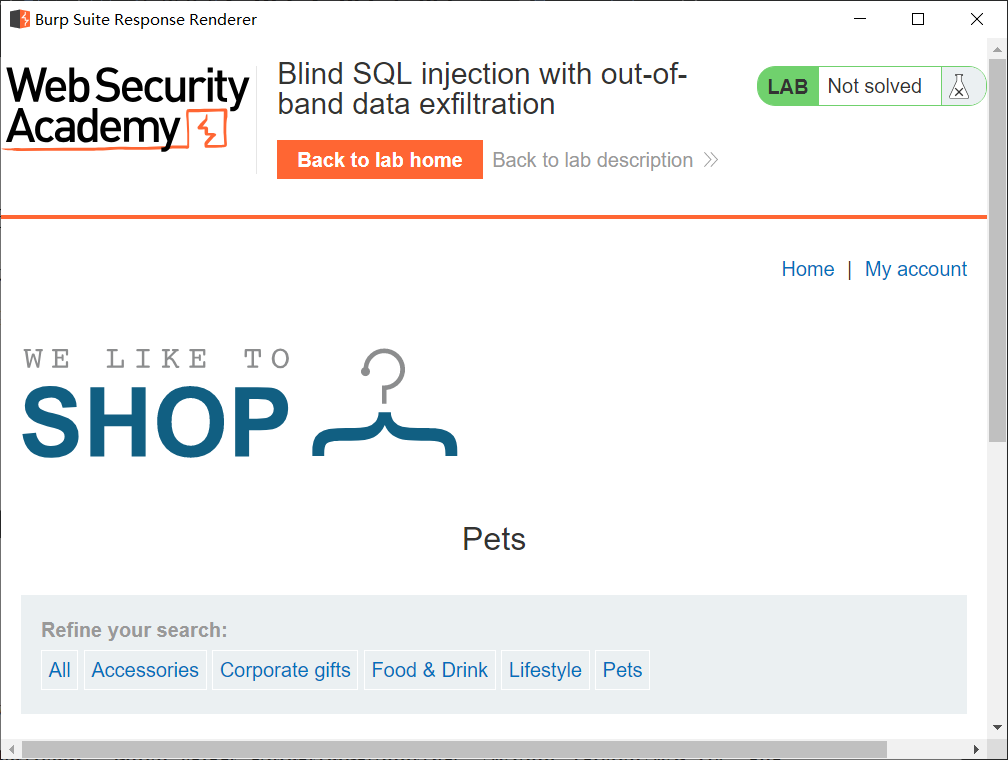 Burp Suite Response Renderer
Web Security
Academy
Blind SQL injection with out-of-
band data exfiltration
LAB Not solved
Back to lab home Back to lab description
Home | My account
WE LIKE TO
SHOP
Pets
Refine your search:
All Accessories Corporate gifts Food & Drink Lifestyle Pets